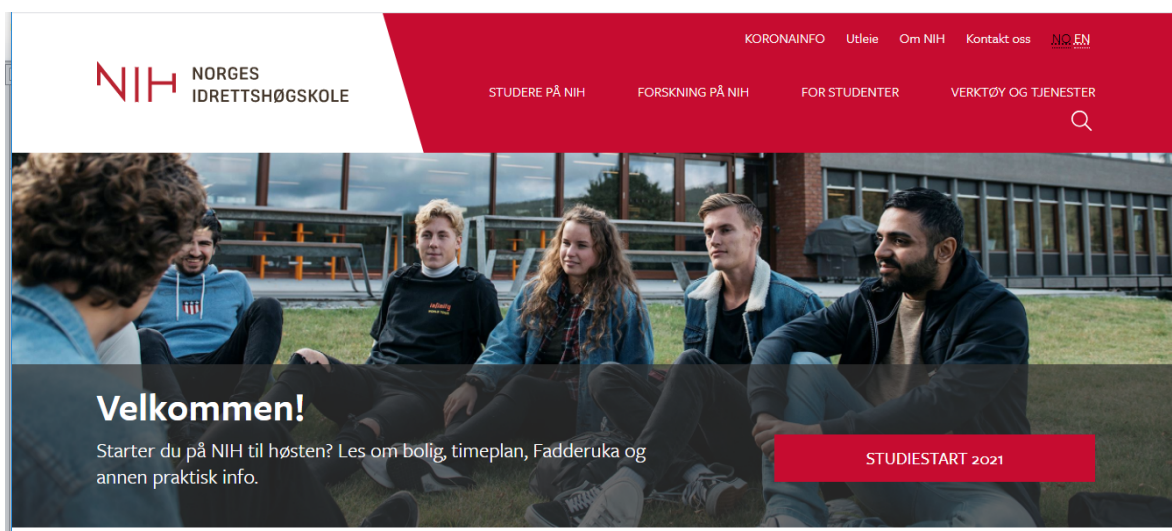 KORONAINFO Utleie Om NIH Kontakt oss NO EN
NIH NORGES
IDRETTSHØGSKOLE
STUDERE PÅ NIH FORSKNING PÅ NIH FOR STUDENTER VERKTØY OG TJENESTER
Velkommen!
Starter du på NIH til høsten? Les om bolig, timeplan, Fadderuka og
annen praktisk info.
STUDIESTART 2021